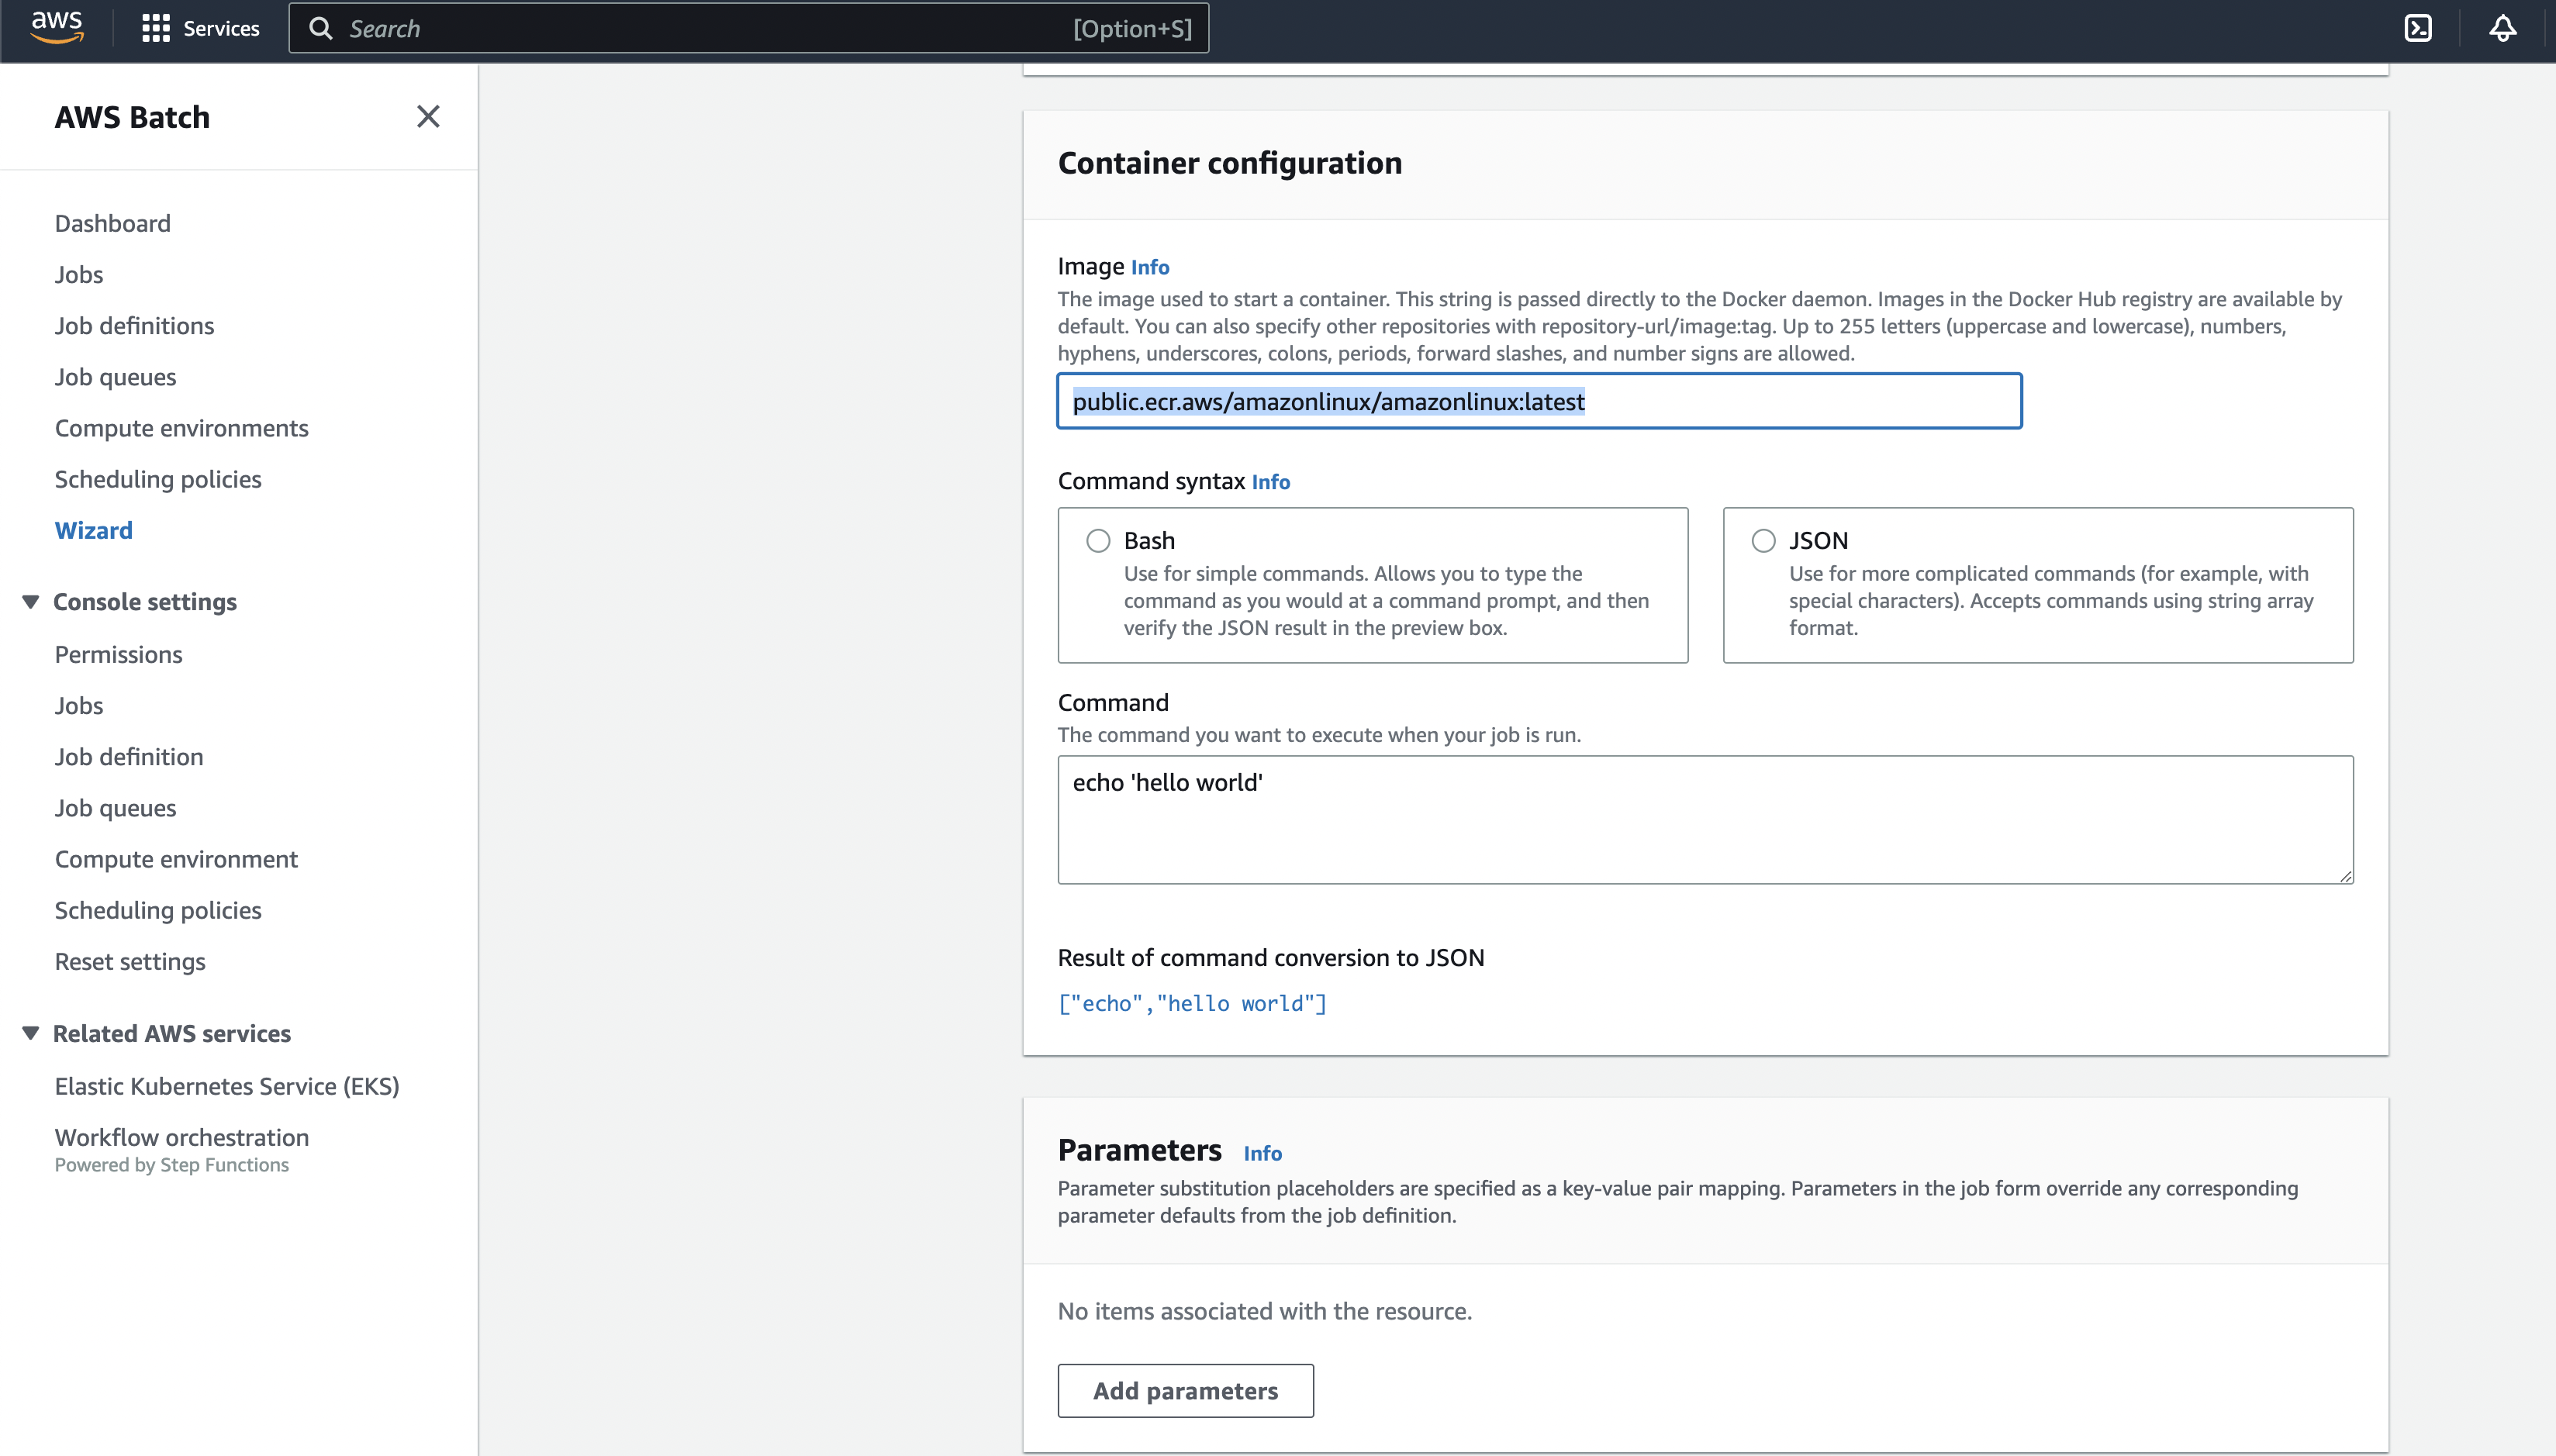 aws
Services
Search
[Option+S]
AWS Batch
Dashboard
Jobs
Job definitions
Job queues
Compute environments
Scheduling policies
Wizard
Console settings
Permissions
Jobs
Job definition
Job queues
Compute environment
Scheduling policies
Reset settings
Related AWS services
Elastic Kubernetes Service (EKS)
Workflow orchestration
Powered by Step Functions
Container configuration
Image Info
The image used to start a container. This string is passed directly to the Docker daemon. Images in the Docker Hub registry are available by
default. You can also specify other repositories with repository-url/image:tag. Up to 255 letters (uppercase and lowercase), numbers,
hyphens, underscores, colons, periods, forward slashes, and number signs are allowed.
public.ecr.aws/amazonlinux/amazonlinux:latest
Command syntax Info
Bash
Use for simple commands. Allows you to type the
command as you would at a command prompt, and then
verify the JSON result in the preview box.
JSON
Use for more complicated commands (for example, with
special characters). Accepts commands using string array
format.
Command
The command you want to execute when your job is run.
echo 'hello world'
Result of command conversion to JSON
["echo","hello world"]
Parameters Info
Parameter substitution placeholders are specified as a key-value pair mapping. Parameters in the job form override any corresponding
parameter defaults from the job definition.
No items associated with the resource.
Add parameters